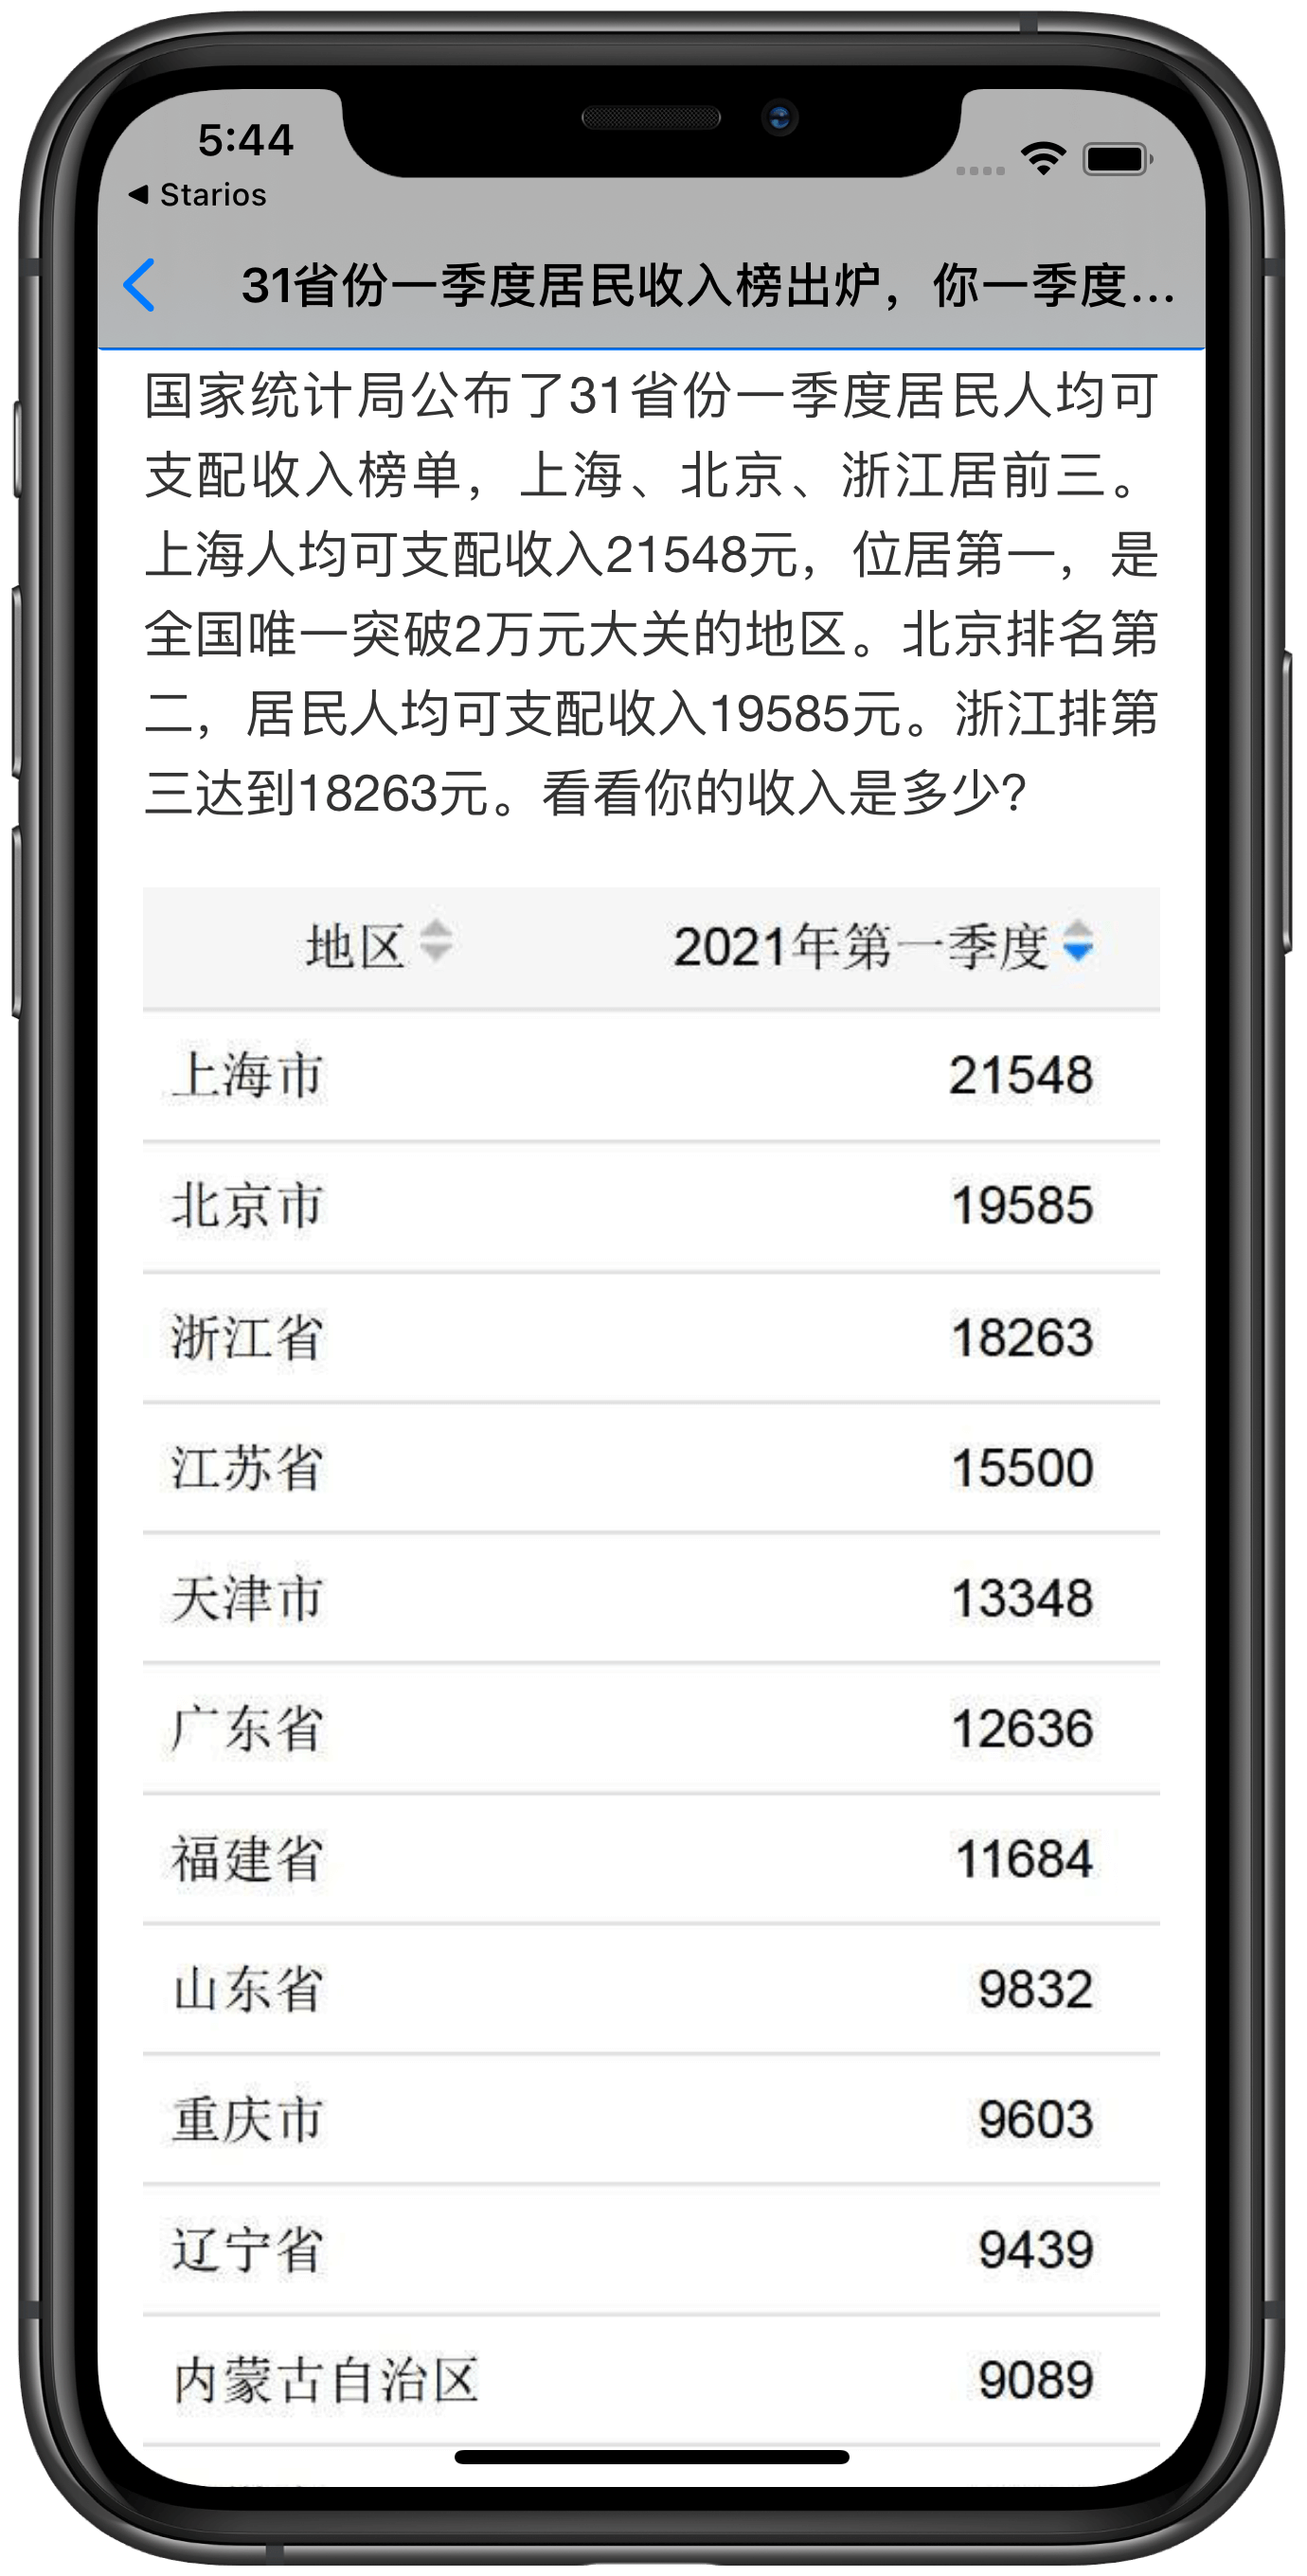 5:44
Starios
31省份一季度居民收入榜出炉，你一季度...
国家统计局公布了31省份一季度居民人均可
支配收入榜单，上海、北京、浙江居前三。
上海人均可支配收入21548元，位居第一，是
全国唯一突破2万元大关的地区。北京排名第
二，居民人均可支配收入19585元。浙江排第
三达到18263元。看看你的收入是多少？
地区 2021年第一季度
上海市 21548
北京市 19585
浙江省 18263
江苏省 15500
天津市 13348
广东省 12636
福建省 11684
山东省 9832
重庆市 9603
辽宁省 9439
内蒙古自治区 9089